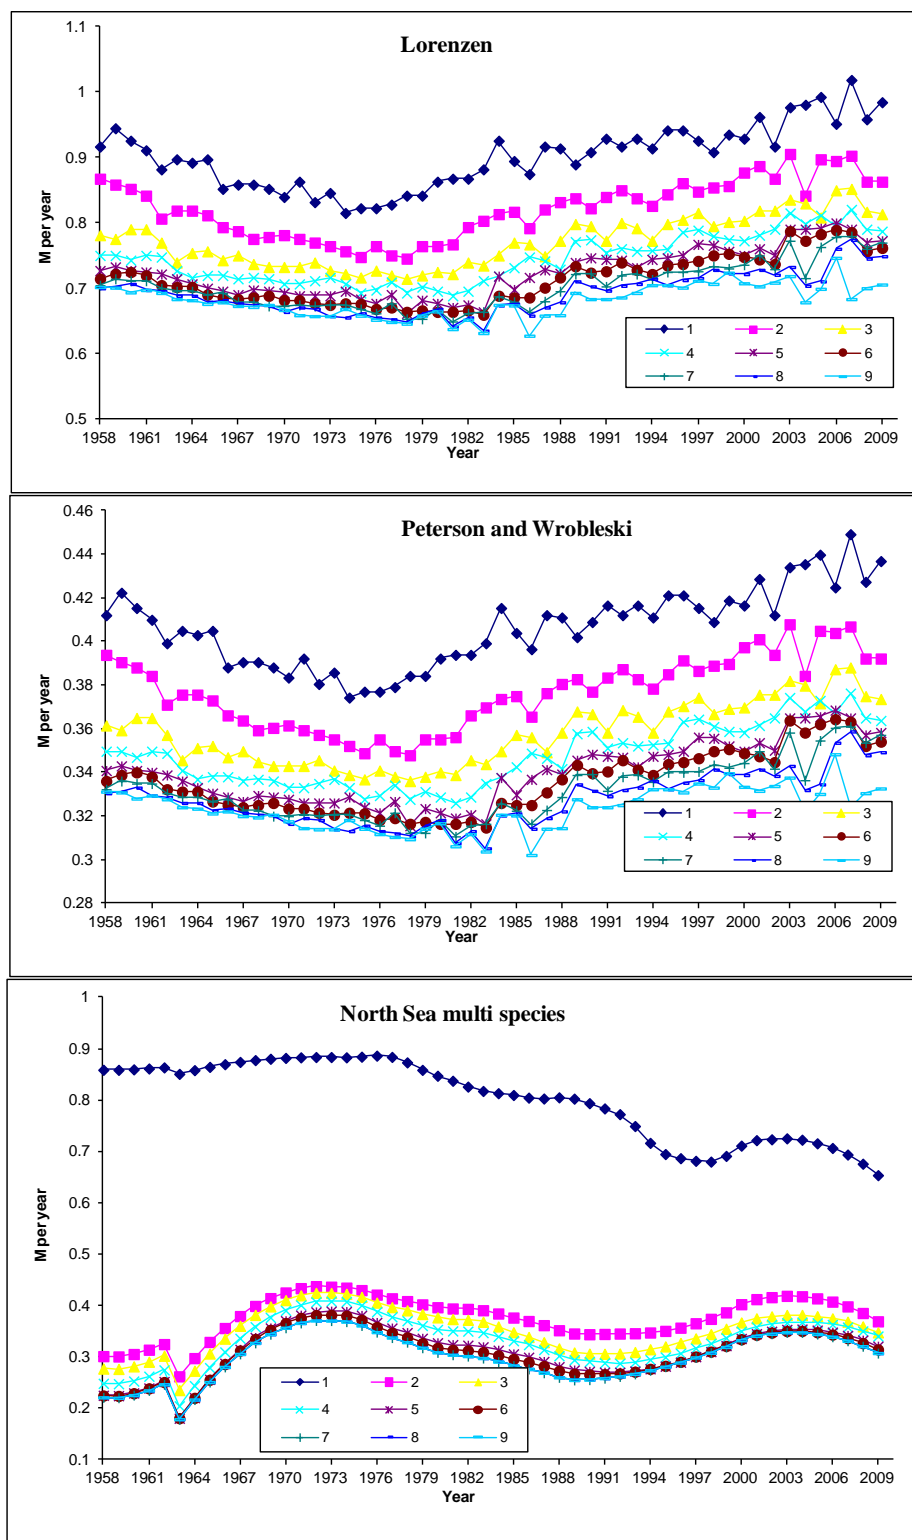 Lorenzen
M per year
1.1
1
0.9
0.8
0.7
0.6
0.5
1 2 3
4 5 6
7 8 9
1958 1961 1964 1967 1970 1973 1976 1979 1982 1985 1988 1991 1994 1997 2000 2003 2006 2009
Year
Peterson and Wrobleski
M per year
0.46
0.44
0.42
0.4
0.38
0.36
0.34
0.32
0.3
0.28
1 2 3
4 5 6
7 8 9
1958 1961 1964 1967 1970 1973 1976 1979 1982 1985 1988 1991 1994 1997 2000 2003 2006 2009
Year
North Sea multi species
M per year
1
0.9
0.8
0.7
0.6
0.5
0.4
0.3
0.2
0.1
1 2 3
4 5 6
7 8 9
1958 1961 1964 1967 1970 1973 1976 1979 1982 1985 1988 1991 1994 1997 2000 2003 2006 2009
Year